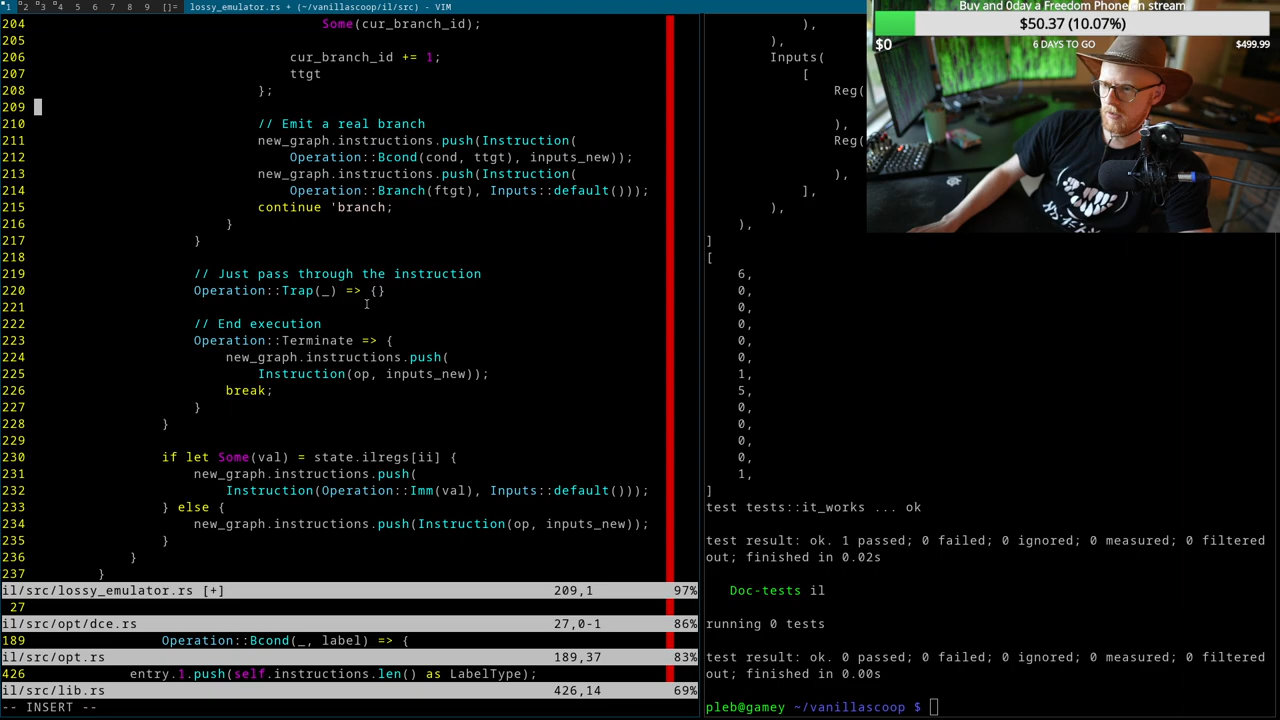 1 2 3 4 5 6 7 8 9 []= lossy_emulator.rs + (~/vanillascoop/il/src) - VIM
204 Some(cur_branch_id);
205
206 cur_branch_id += 1;
207 ttgt
208 };
209
210 // Emit a real branch
211 new_graph.instructions.push(Instruction(
212 Operation::Bcond(cond, ttgt), inputs_new));
213 new_graph.instructions.push(Instruction(
214 Operation::Branch(ftgt), Inputs::default()));
215 continue 'branch;
216 }
217 }
218
219 // Just pass through the instruction
220 Operation::Trap(_) => {}
221
222 // End execution
223 Operation::Terminate => {
224 new_graph.instructions.push(
225 Instruction(op, inputs_new));
226 break;
227 }
228 }
229
230 if let Some(val) = state.ilregs[ii] {
231 new_graph.instructions.push(
232 Instruction(Operation::Imm(val), Inputs::default()));
233 } else {
234 new_graph.instructions.push(Instruction(op, inputs_new));
235 }
236 }
237 }
il/src/lossy_emulator.rs [+] 209,1 97%
27
il/src/opt/dce.rs 27,0-1 86%
189 Operation::Bcond(_, label) => {
il/src/opt.rs 189,37 83%
426 entry.1.push(self.instructions.len() as LabelType);
il/src/lib.rs 426,14 69%
-- INSERT --
),
),
Inputs(
[
Reg(
),
Reg(
),
],
),
),
]
[
6,
0,
0,
0,
0,
0,
1,
5,
0,
0,
0,
0,
1,
]
test tests::it_works ... ok
test result: ok. 1 passed; 0 failed; 0 ignored; 0 measured; 0 filtered
out; finished in 0.02s
Doc-tests il
running 0 tests
test result: ok. 0 passed; 0 failed; 0 ignored; 0 measured; 0 filtered
out; finished in 0.00s
pleb@gamey ~/vanillascoop $
Buy and 0day a Freedom Phone on stream
$50.37 (10.07%)
$0 6 DAYS TO GO $499.99